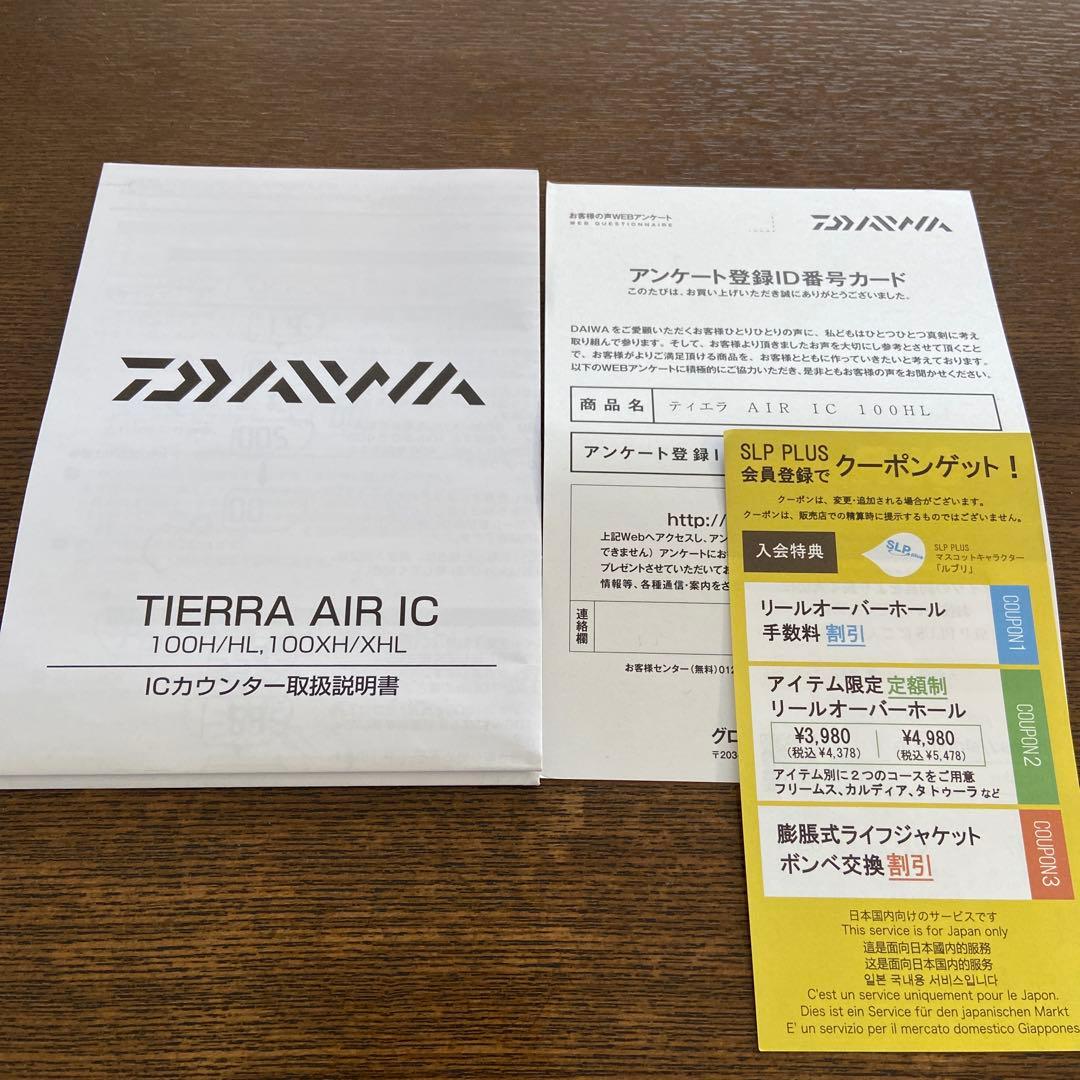 DAIWA
TIERRA AIR IC
100H/HL,100XH/XHL
ICカウンター取扱説明書
お客様の声WEBアンケート
WEB QUESTIONNAIRE
DAIWA
アンケート登録ID番号カード
このたびは、お買い上げいただき誠にありがとうございました。
DAIWAをご愛顧いただくお客様ひとりひとりの声に、私どもはひとつひとつ真剣に考え
取り組んで参ります。そして、お客様より頂きましたお声を大切にし参考とさせて頂くこと
で、お客様がよりご満足頂ける商品を、お客様とともに作っていきたいと考えております。
以下のWEBアンケートに積極的にご協力いただき、是非ともお客様の声をお聞かせください。
商品名 ティエラ AIR IC 100HL
アンケート登録I
http://
上記Webへアクセスし、アン
できません）アンケートにお
プレゼントさせていただいてお
情報等、各種通信・案内をさ
連絡欄
お客様センター（無料）012
グロ
〒203-
SLP PLUS
会員登録で クーポンゲット！
クーポンは、変更・追加される場合がございます。
クーポンは、販売店での精算時に提示するものではございません。
入会特典
SLP Plus
SLP PLUS
マスコットキャラクター
「ルブリ」
リールオーバーホール
手数料 割引
COUPON1
アイテム限定 定額制
リールオーバーホール
¥3,980 ¥4,980
(税込¥4,378) (税込¥5,478)
アイテム別に2つのコースをご用意
フリームス、カルディア、タトゥーラ など
COUPON2
膨脹式ライフジャケット
ボンベ交換 割引
COUPON3
日本国内向けのサービスです
This service is for Japan only
這是面向日本國内的服務
这是面向日本国内的服务
일본 국내용 서비스입니다
C'est un service uniquement pour le Japon.
Dies ist ein Service für den japanischen Markt
E' un servizio per il mercato domestico Giappones